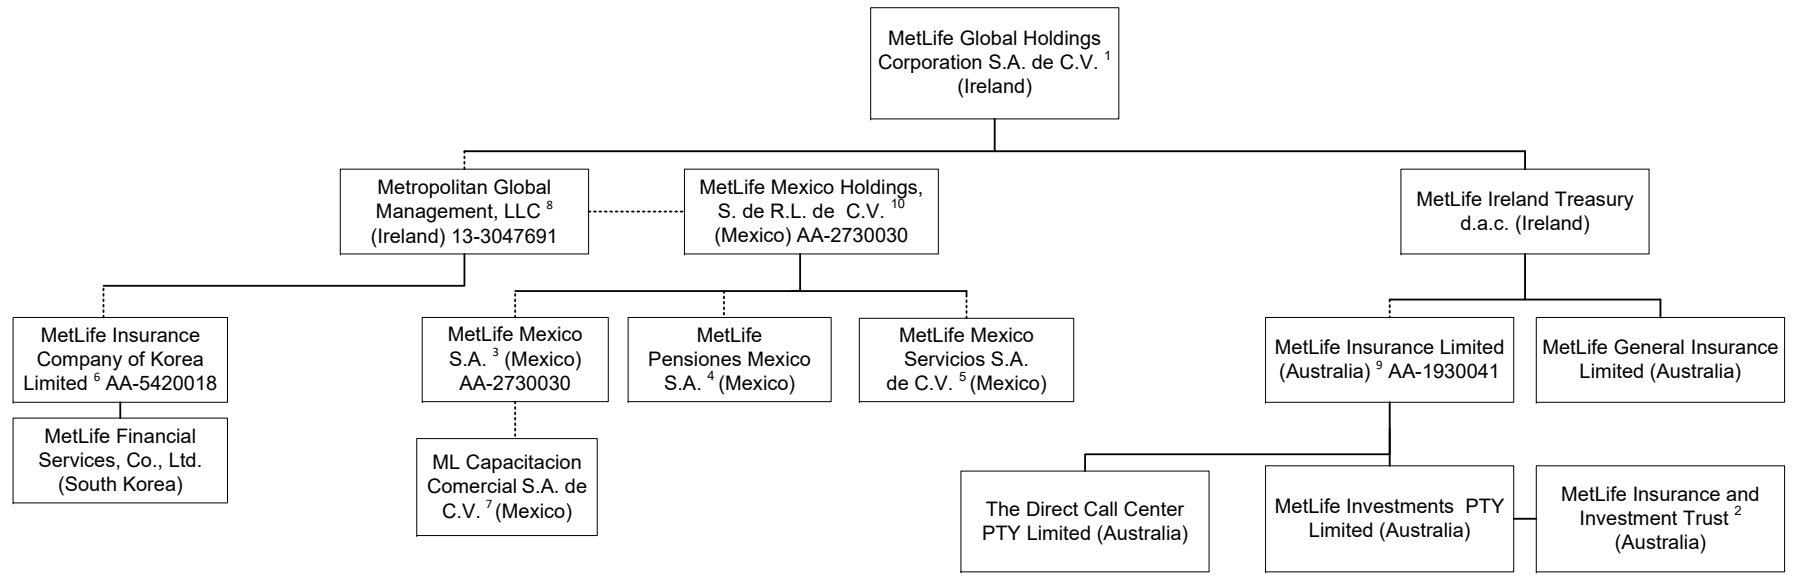 MetLife Global Holdings
Corporation S.A. de C.V. 1
(Ireland)
Metropolitan Global
Management, LLC 8
(Ireland) 13-3047691
MetLife Mexico Holdings,
S. de R.L. de C.V. 10
(Mexico) AA-2730030
MetLife Ireland Treasury
d.a.c. (Ireland)
MetLife Insurance
Company of Korea
Limited 6 AA-5420018
MetLife Mexico
S.A. 3 (Mexico)
AA-2730030
MetLife
Pensiones Mexico
S.A. 4 (Mexico)
MetLife Mexico
Servicios S.A.
de C.V. 5 (Mexico)
MetLife Insurance Limited
(Australia) 9 AA-1930041
MetLife General Insurance
Limited (Australia)
MetLife Financial
Services, Co., Ltd.
(South Korea)
ML Capacitacion
Comercial S.A. de
C.V. 7 (Mexico)
The Direct Call Center
PTY Limited (Australia)
MetLife Investments PTY
Limited (Australia)
MetLife Insurance and
Investment Trust 2
(Australia)